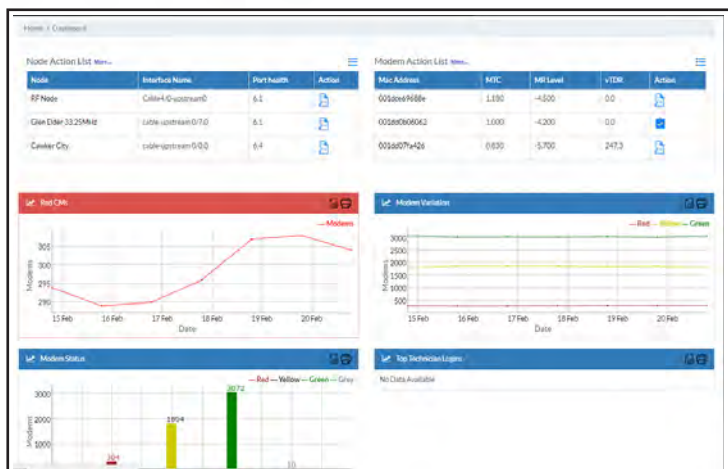 Home / Dashboard
Node Action List More...
Node Interface Name Port health Action
RF Node Cable4/0-upstream0 6.1
Glen Elder 33.25MHz cable-upstream 0/7.0 6.1
Cawker City cable-upstream 0/0.0 6.4
Modem Action List More...
Mac Address MTC MR Level vTDR Action
001dce69688e -4.500 0.0
001dd0b06062 1.000 -4.200 0.0
001dd07fa426 0.830 -5.700 247.3
Red CMs
Modems
305
300
295
290
Modems
15 Feb 16 Feb 17 Feb 18 Feb 19 Feb 20 Feb
Date
Modem Variation
Red Yellow Green
3000
2500
2000
1500
1000
500
Modems
15 Feb 16 Feb 17 Feb 18 Feb 19 Feb 20 Feb
Date
Modem Status
Red Yellow Green Grey
3000
2000
1000
Modems
304
1804
3072
10
Top Technician Logins
No Data Available